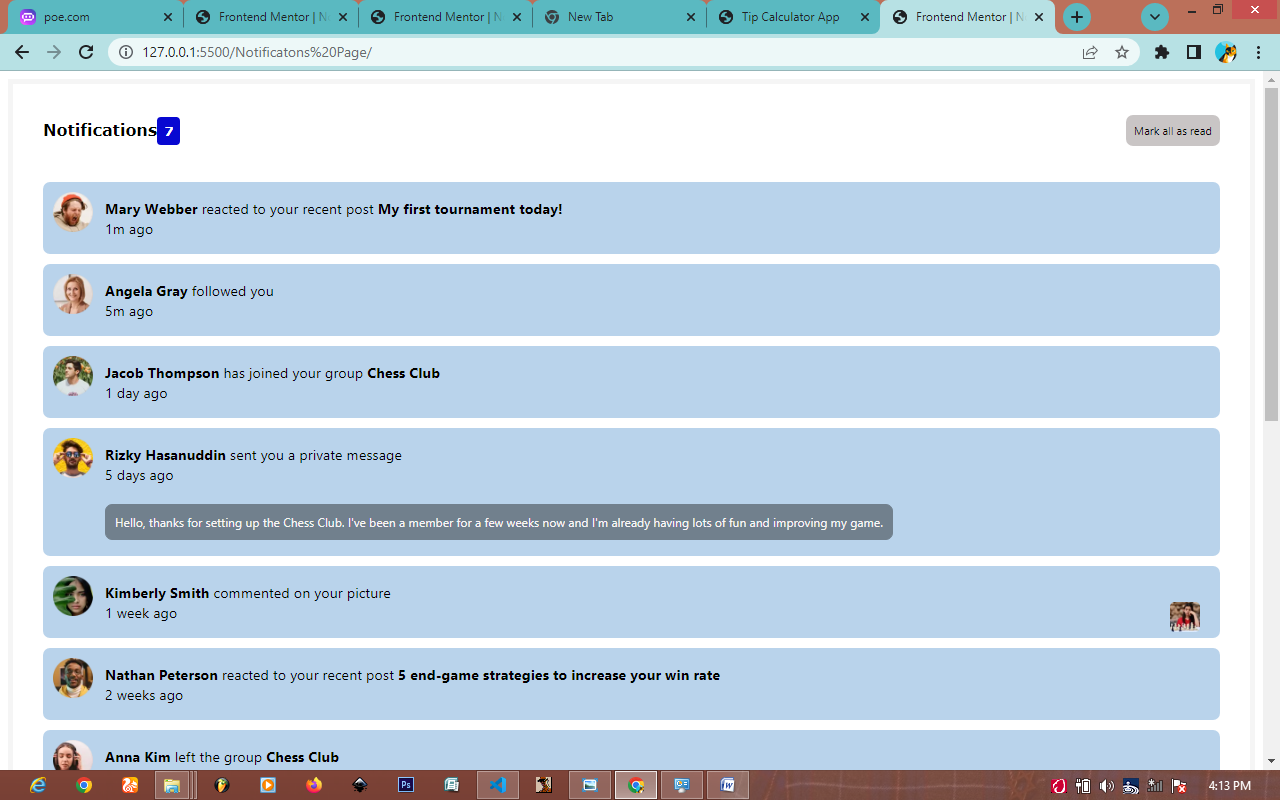 poe.com
Frontend Mentor | N
Frontend Mentor | N
New Tab
Tip Calculator App
Frontend Mentor | N
127.0.0.1:5500/Notificatons%20Page/
Notifications 7
Mark all as read
Mary Webber reacted to your recent post My first tournament today!
1m ago
Angela Gray followed you
5m ago
Jacob Thompson has joined your group Chess Club
1 day ago
Rizky Hasanuddin sent you a private message
5 days ago
Hello, thanks for setting up the Chess Club. I've been a member for a few weeks now and I'm already having lots of fun and improving my game.
Kimberly Smith commented on your picture
1 week ago
Nathan Peterson reacted to your recent post 5 end-game strategies to increase your win rate
2 weeks ago
Anna Kim left the group Chess Club
Ps
4:13 PM